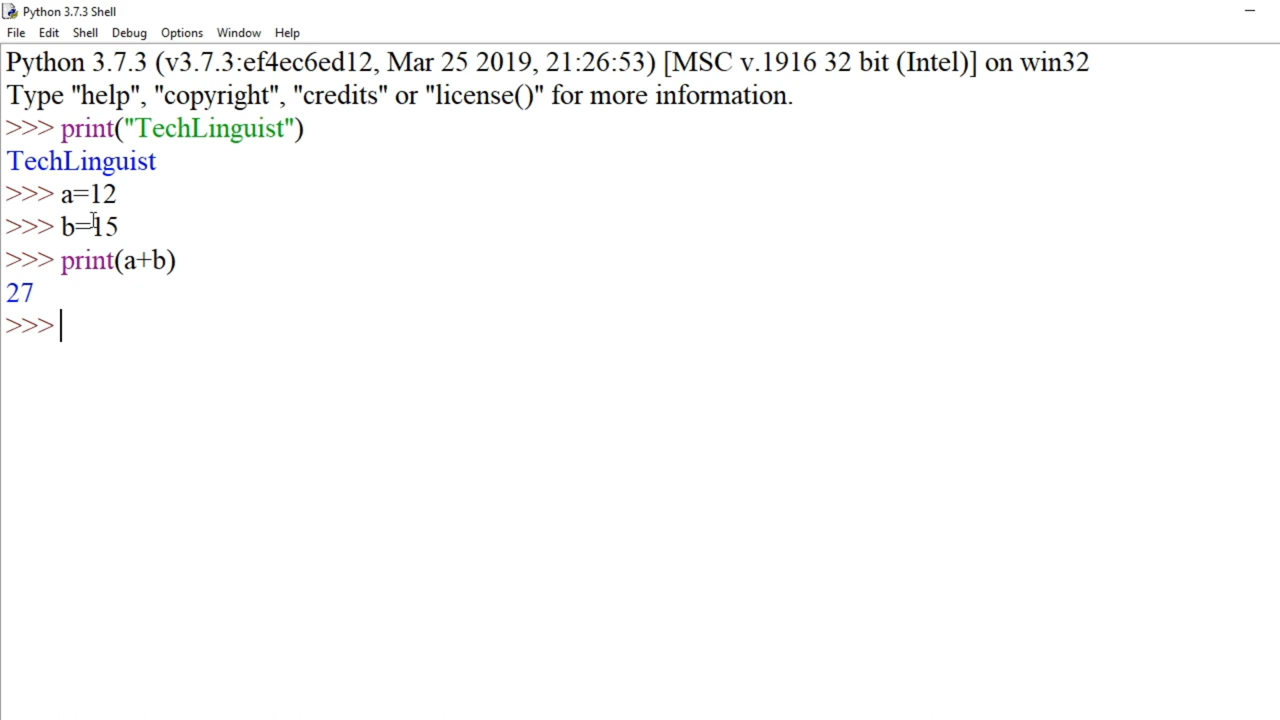 Python 3.7.3 Shell
File Edit Shell Debug Options Window Help
Python 3.7.3 (v3.7.3:ef4ec6ed12, Mar 25 2019, 21:26:53) [MSC v.1916 32 bit (Intel)] on win32
Type "help", "copyright", "credits" or "license()" for more information.
>>> print("TechLinguist")
TechLinguist
>>> a=12
>>> b=15
>>> print(a+b)
27
>>>